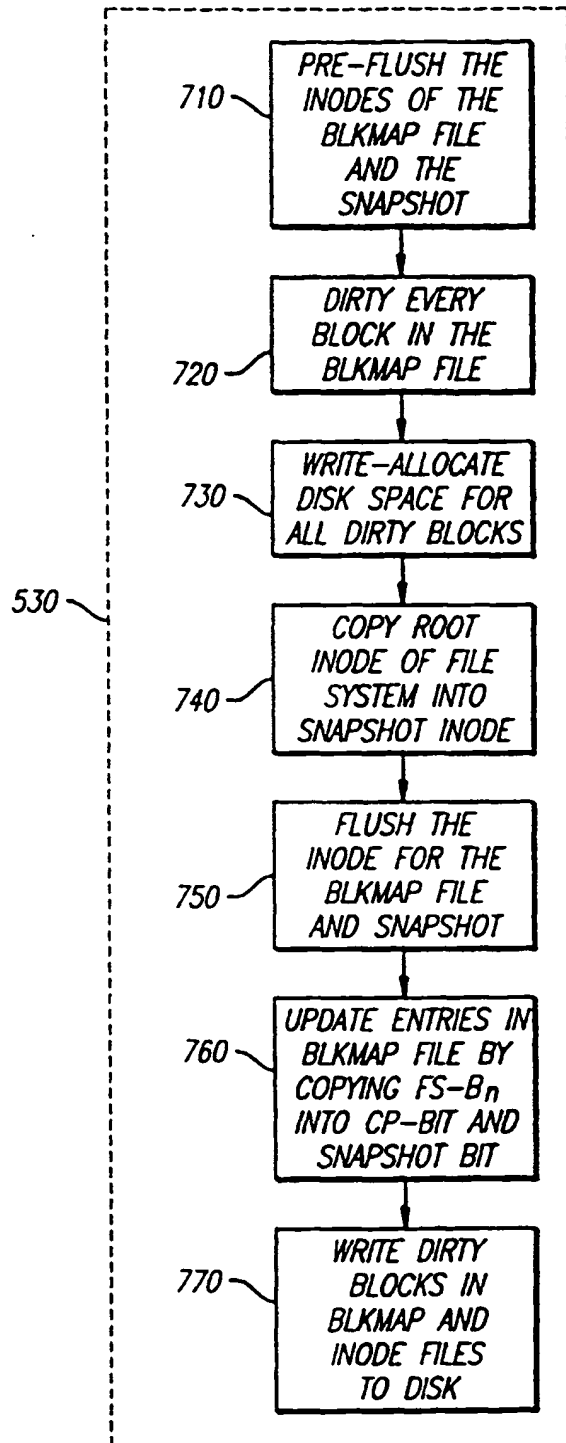 710
PRE-FLUSH THE
INODES OF THE
BLKMAP FILE
AND THE
SNAPSHOT
720
DIRTY EVERY
BLOCK IN THE
BLKMAP FILE
730
WRITE-ALLOCATE
DISK SPACE FOR
ALL DIRTY BLOCKS
530
740
COPY ROOT
INODE OF FILE
SYSTEM INTO
SNAPSHOT INODE
750
FLUSH THE
INODE FOR THE
BLKMAP FILE
AND SNAPSHOT
760
UPDATE ENTRIES IN
BLKMAP FILE BY
COPYING FS-Bn
INTO CP-BIT AND
SNAPSHOT BIT
770
WRITE DIRTY
BLOCKS IN
BLKMAP AND
INODE FILES
TO DISK